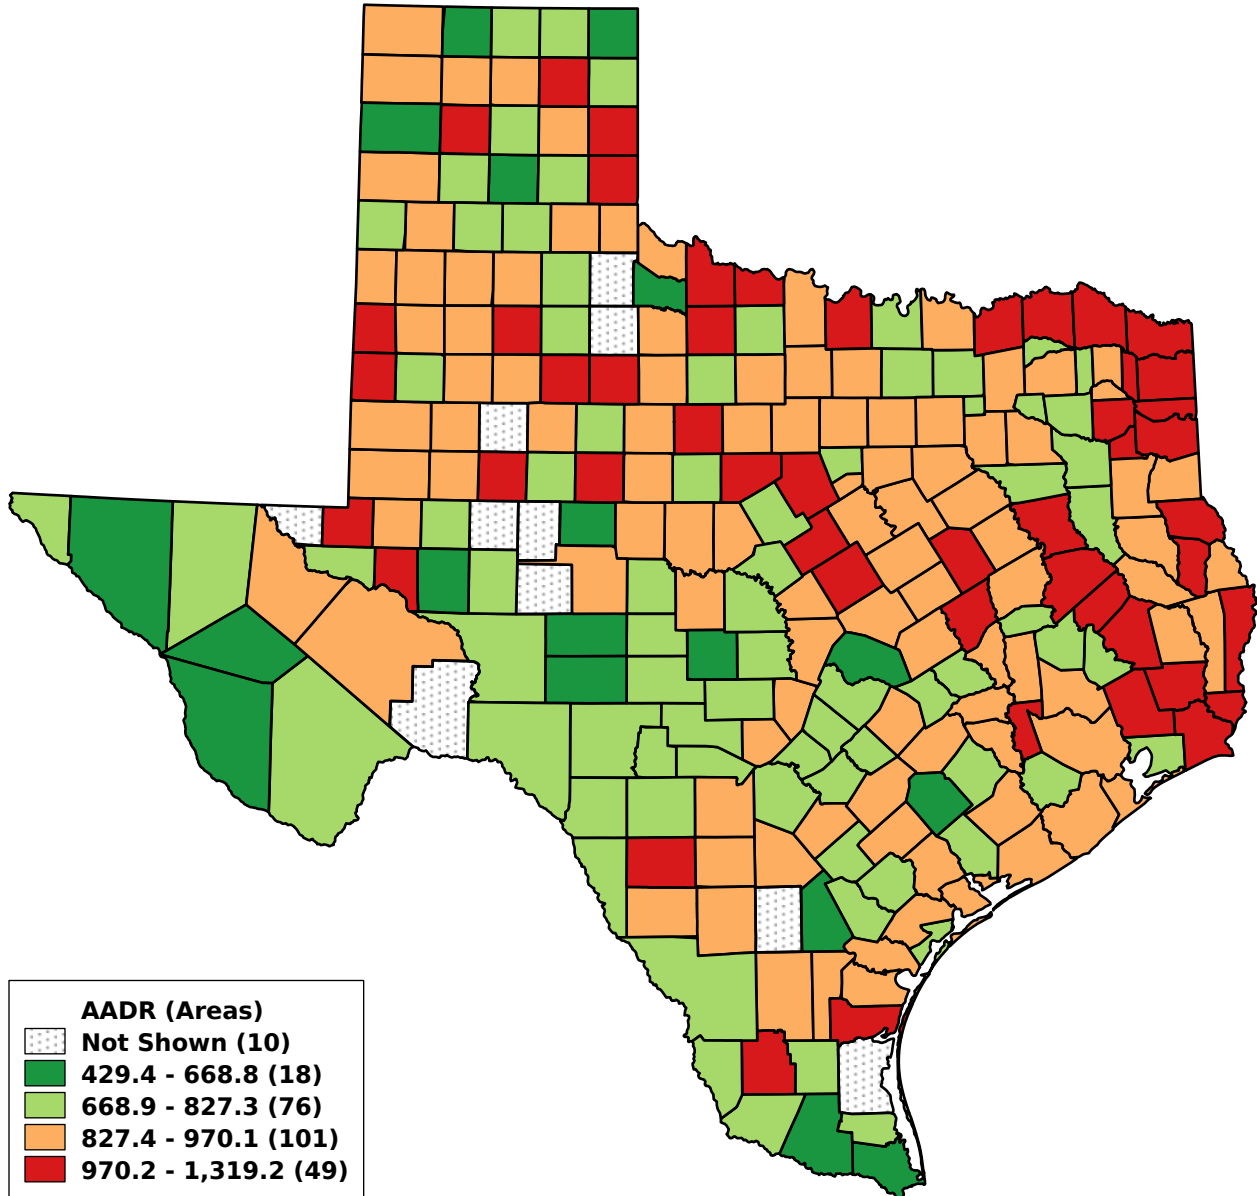 AADR (Areas)
Not Shown (10)
429.4 - 668.8 (18)
668.9 - 827.3 (76)
827.4 - 970.1 (101)
970.2 - 1,319.2 (49)